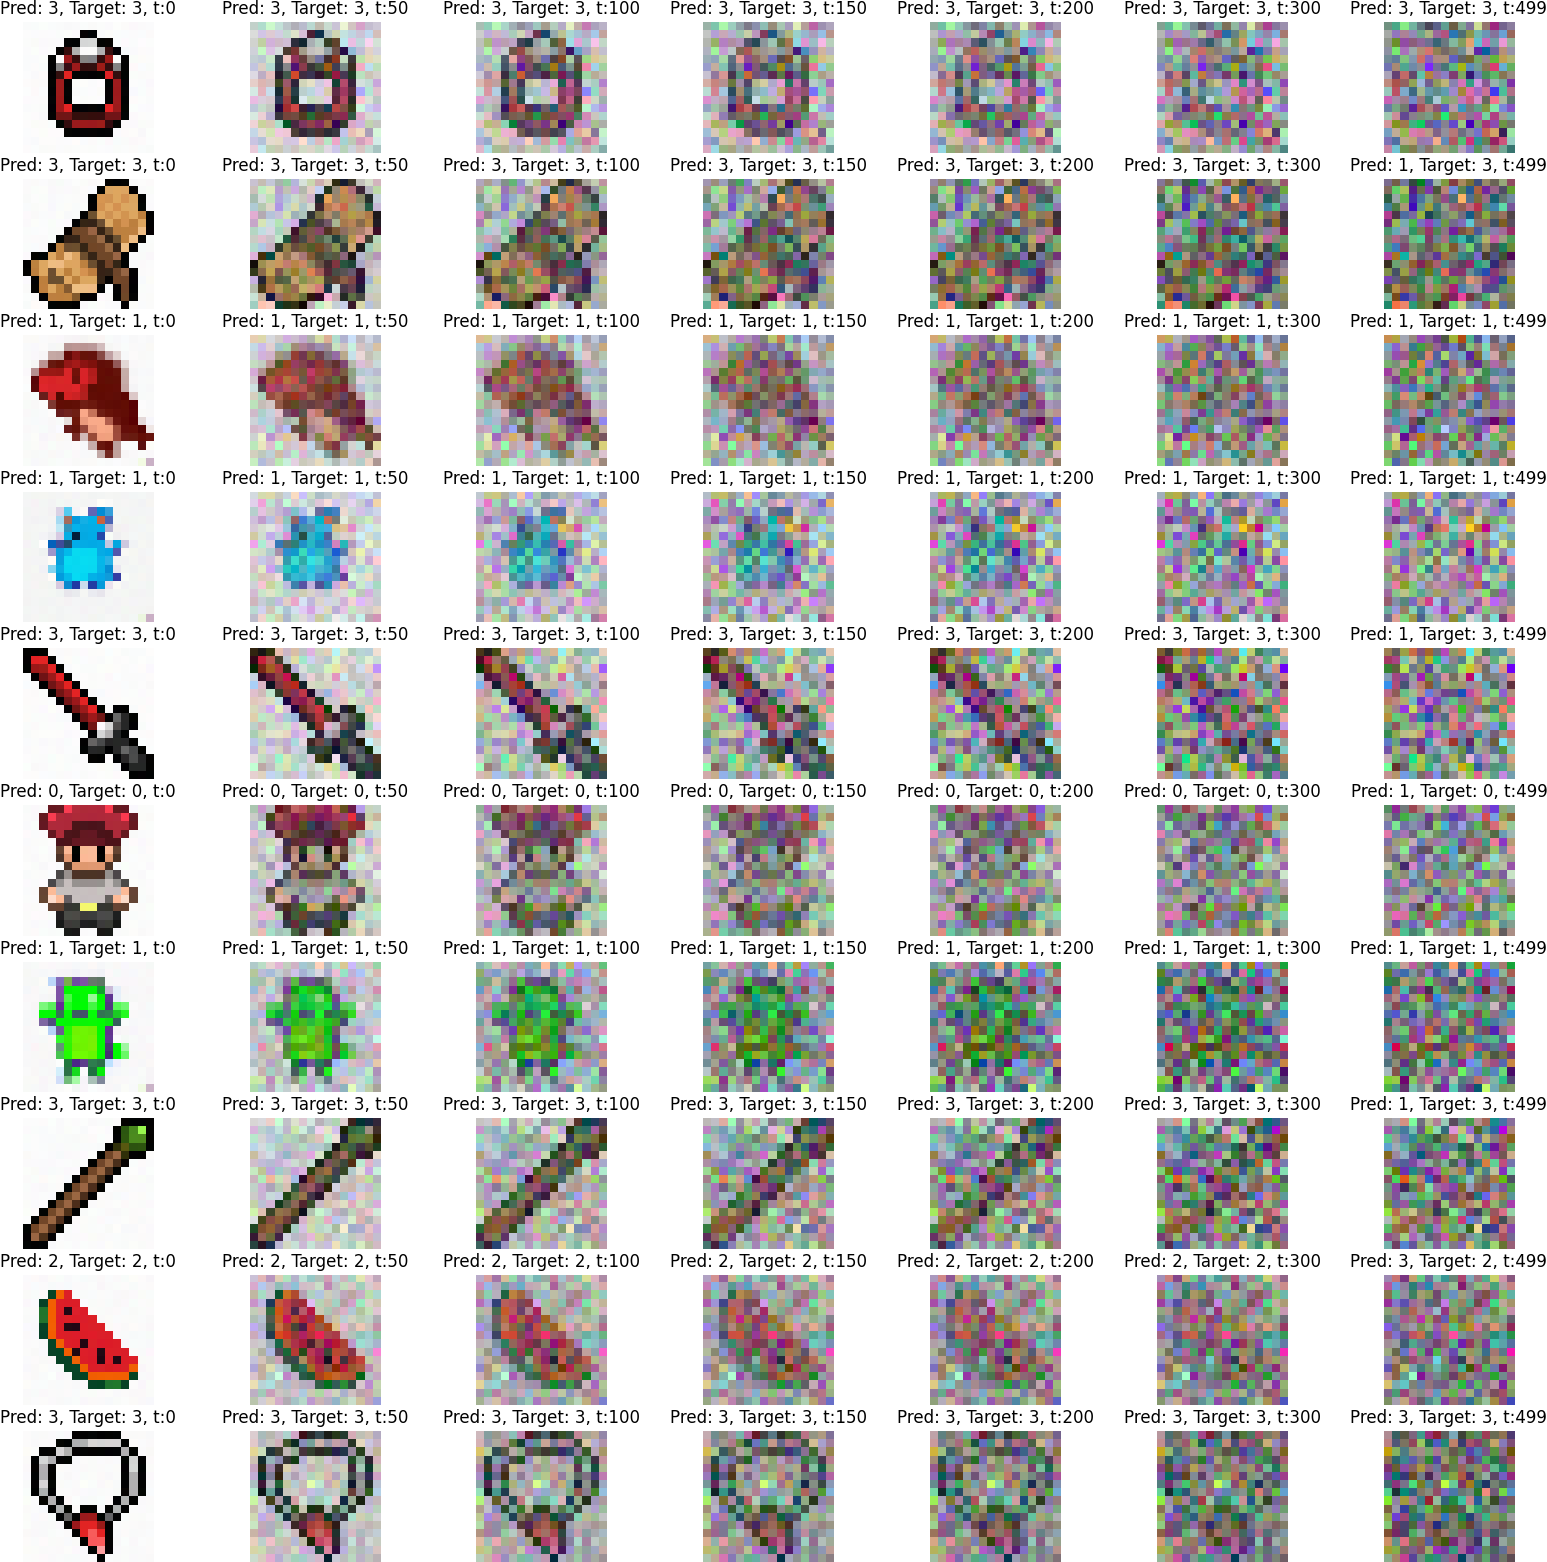 Pred: 3, Target: 3, t:0 Pred: 3, Target: 3, t:50 Pred: 3, Target: 3, t:100 Pred: 3, Target: 3, t:150 Pred: 3, Target: 3, t:200 Pred: 3, Target: 3, t:300 Pred: 3, Target: 3, t:499
Pred: 3, Target: 3, t:0 Pred: 3, Target: 3, t:50 Pred: 3, Target: 3, t:100 Pred: 3, Target: 3, t:150 Pred: 3, Target: 3, t:200 Pred: 3, Target: 3, t:300 Pred: 1, Target: 3, t:499
Pred: 1, Target: 1, t:0 Pred: 1, Target: 1, t:50 Pred: 1, Target: 1, t:100 Pred: 1, Target: 1, t:150 Pred: 1, Target: 1, t:200 Pred: 1, Target: 1, t:300 Pred: 1, Target: 1, t:499
Pred: 1, Target: 1, t:0 Pred: 1, Target: 1, t:50 Pred: 1, Target: 1, t:100 Pred: 1, Target: 1, t:150 Pred: 1, Target: 1, t:200 Pred: 1, Target: 1, t:300 Pred: 1, Target: 1, t:499
Pred: 3, Target: 3, t:0 Pred: 3, Target: 3, t:50 Pred: 3, Target: 3, t:100 Pred: 3, Target: 3, t:150 Pred: 3, Target: 3, t:200 Pred: 3, Target: 3, t:300 Pred: 1, Target: 3, t:499
Pred: 0, Target: 0, t:0 Pred: 0, Target: 0, t:50 Pred: 0, Target: 0, t:100 Pred: 0, Target: 0, t:150 Pred: 0, Target: 0, t:200 Pred: 0, Target: 0, t:300 Pred: 1, Target: 0, t:499
Pred: 1, Target: 1, t:0 Pred: 1, Target: 1, t:50 Pred: 1, Target: 1, t:100 Pred: 1, Target: 1, t:150 Pred: 1, Target: 1, t:200 Pred: 1, Target: 1, t:300 Pred: 1, Target: 1, t:499
Pred: 3, Target: 3, t:0 Pred: 3, Target: 3, t:50 Pred: 3, Target: 3, t:100 Pred: 3, Target: 3, t:150 Pred: 3, Target: 3, t:200 Pred: 3, Target: 3, t:300 Pred: 1, Target: 3, t:499
Pred: 2, Target: 2, t:0 Pred: 2, Target: 2, t:50 Pred: 2, Target: 2, t:100 Pred: 2, Target: 2, t:150 Pred: 2, Target: 2, t:200 Pred: 2, Target: 2, t:300 Pred: 3, Target: 2, t:499
Pred: 3, Target: 3, t:0 Pred: 3, Target: 3, t:50 Pred: 3, Target: 3, t:100 Pred: 3, Target: 3, t:150 Pred: 3, Target: 3, t:200 Pred: 3, Target: 3, t:300 Pred: 3, Target: 3, t:499